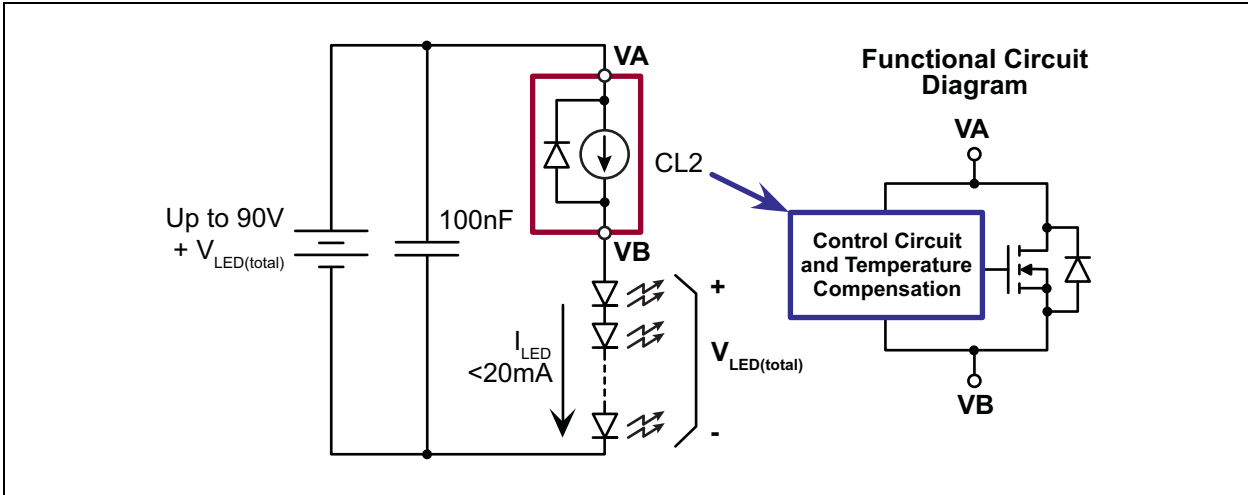 Up to 90V
+ VLED(total)
100nF
VA
VB
ILED
<20mA
+
VLED(total)
-
CL2
Functional Circuit
Diagram
VA
Control Circuit
and Temperature
Compensation
VB